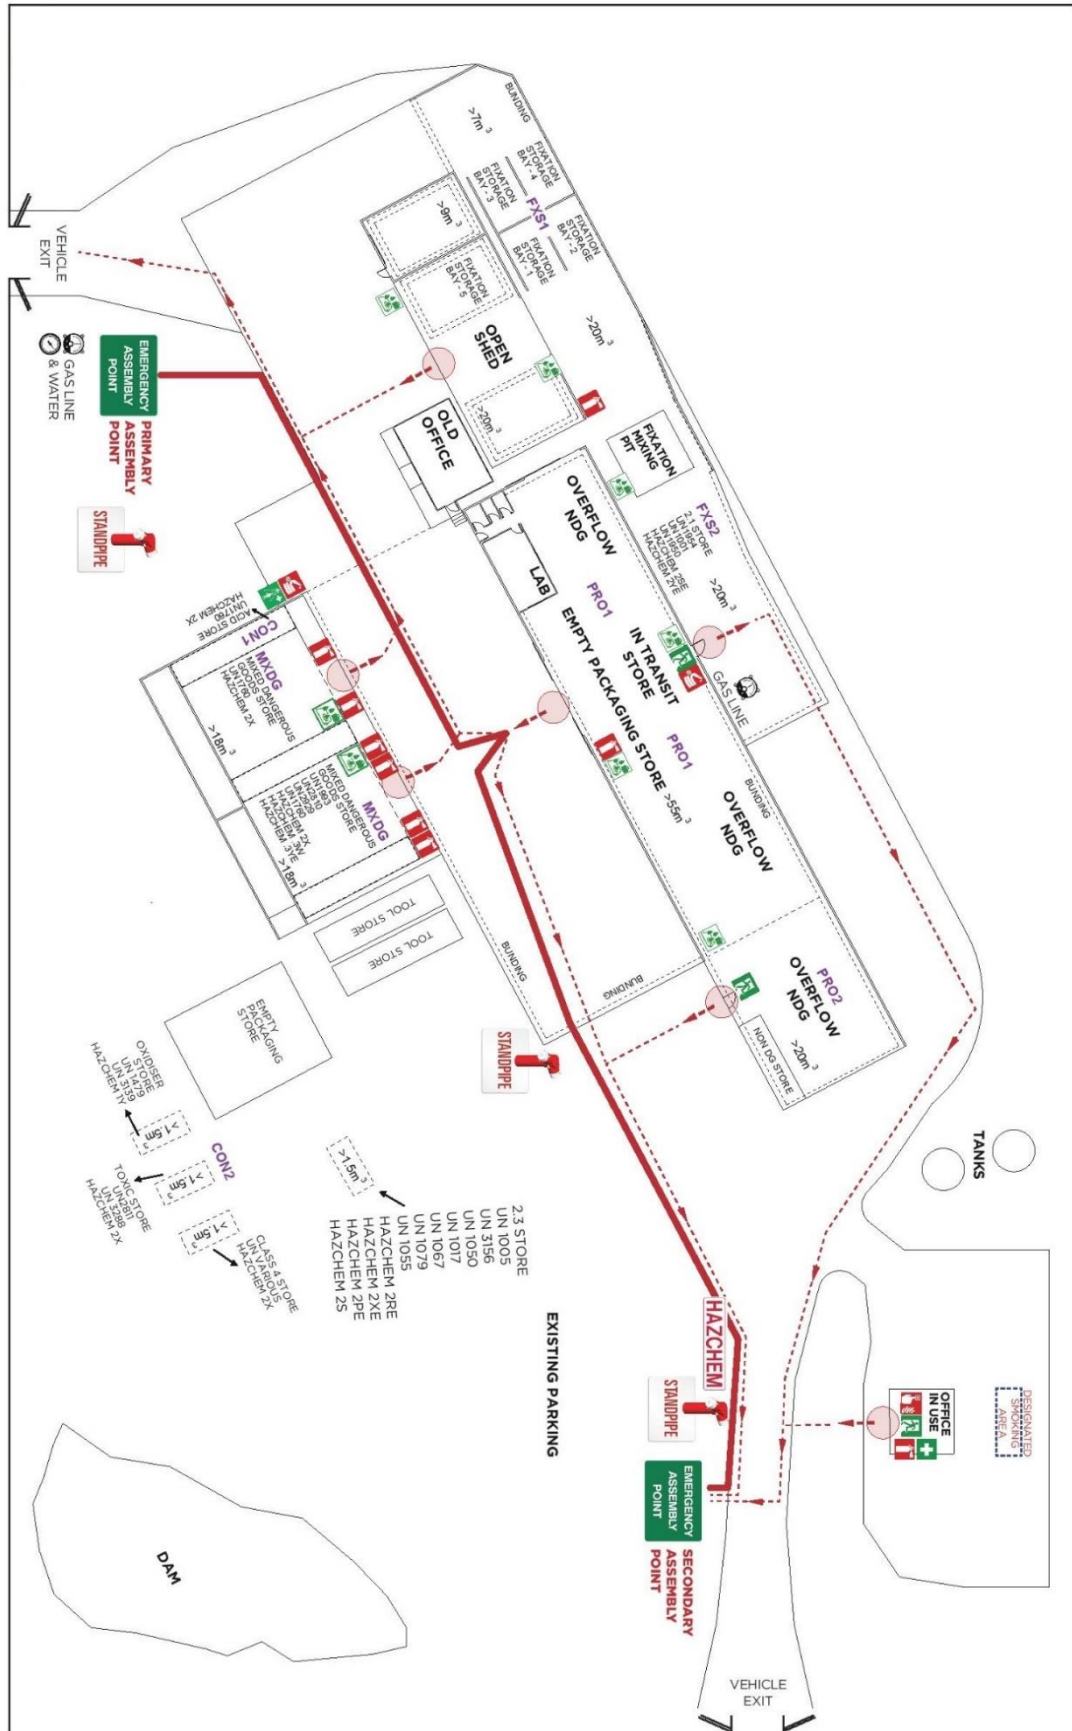 BUNDING
>7m³
FIXATION
STORAGE
BAY - 4
FIXATION
STORAGE
BAY - 3
FXS1
FIXATION
STORAGE
BAY - 2
FIXATION
STORAGE
BAY - 1
>9m³
FIXATION
STORAGE
BAY - 5
OPEN
SHED
>20m³
>20m³
VEHICLE
EXIT
GAS LINE
& WATER
EMERGENCY
ASSEMBLY
POINT
PRIMARY
ASSEMBLY
POINT
STANDPIPE
OLD
OFFICE
FIXATION
MIXING
PIT
FXS2
2.1 STORE
UN1954
UN1001
UN1950
HAZCHEM 2SE
HAZCHEM 2YE
>20m³
OVERFLOW
NDG
LAB
PRO1
IN TRANSIT
STORE
EMPTY PACKAGING STORE
>55m³
PRO1
GAS LINE
BUNDING
OVERFLOW
NDG
PRO2
OVERFLOW
NDG
>20m³
NON DG STORE
CON1
ACID STORE
UN1760
HAZCHEM 2X
MXDG
MIXED DANGEROUS
GOODS STORE
UN1760
HAZCHEM 2X
>18m³
MXDG
MIXED DANGEROUS
GOODS STORE
UN1993
UN2810
UN2929
UN1760
HAZCHEM 2X
HAZCHEM 3W
HAZCHEM 3YE
>18m³
TOOL STORE
TOOL STORE
BUNDING
BUNDING
STANDPIPE
EMPTY
PACKAGING
STORE
OXIDISER
STORE
UN 1479
UN 3139
HAZCHEM 1Y
>1.5m³
CON2
TOXIC STORE
UN2811
UN 3288
HAZCHEM 2X
>1.5m³
CLASS 4 STORE
UN VARIOUS
HAZCHEM 2X
>1.5m³
>1.5m³
2.3 STORE
UN 1005
UN 3156
UN 1050
UN 1017
UN 1067
UN 1079
UN 1055
HAZCHEM 2RE
HAZCHEM 2XE
HAZCHEM 2PE
HAZCHEM 2S
TANKS
EXISTING PARKING
HAZCHEM
STANDPIPE
OFFICE
IN USE
DESIGNATED
SMOKING
AREA
EMERGENCY
ASSEMBLY
POINT
SECONDARY
ASSEMBLY
POINT
DAM
VEHICLE
EXIT